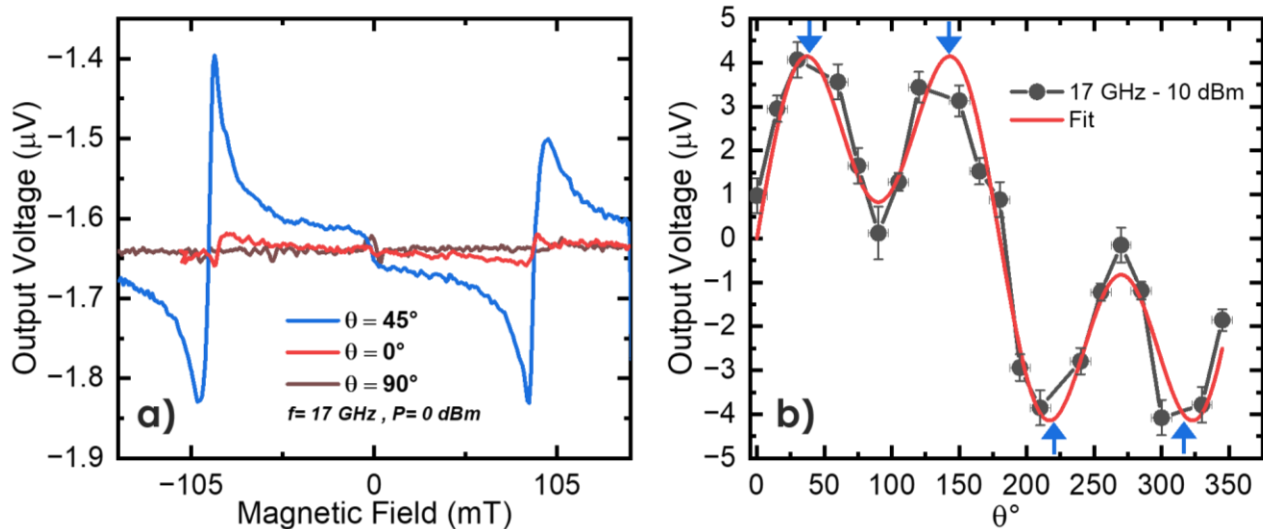 Output Voltage (μV)
−1.4
−1.5
−1.6
−1.7
−1.8
−1.9
θ = 45°
θ = 0°
θ = 90°
f= 17 GHz , P= 0 dBm
a)
−105
0
105
Magnetic Field (mT)
Output Voltage (μV)
5
4
3
2
1
0
−1
−2
−3
−4
−5
17 GHz - 10 dBm
Fit
b)
0 50 100 150 200 250 300 350
θ°